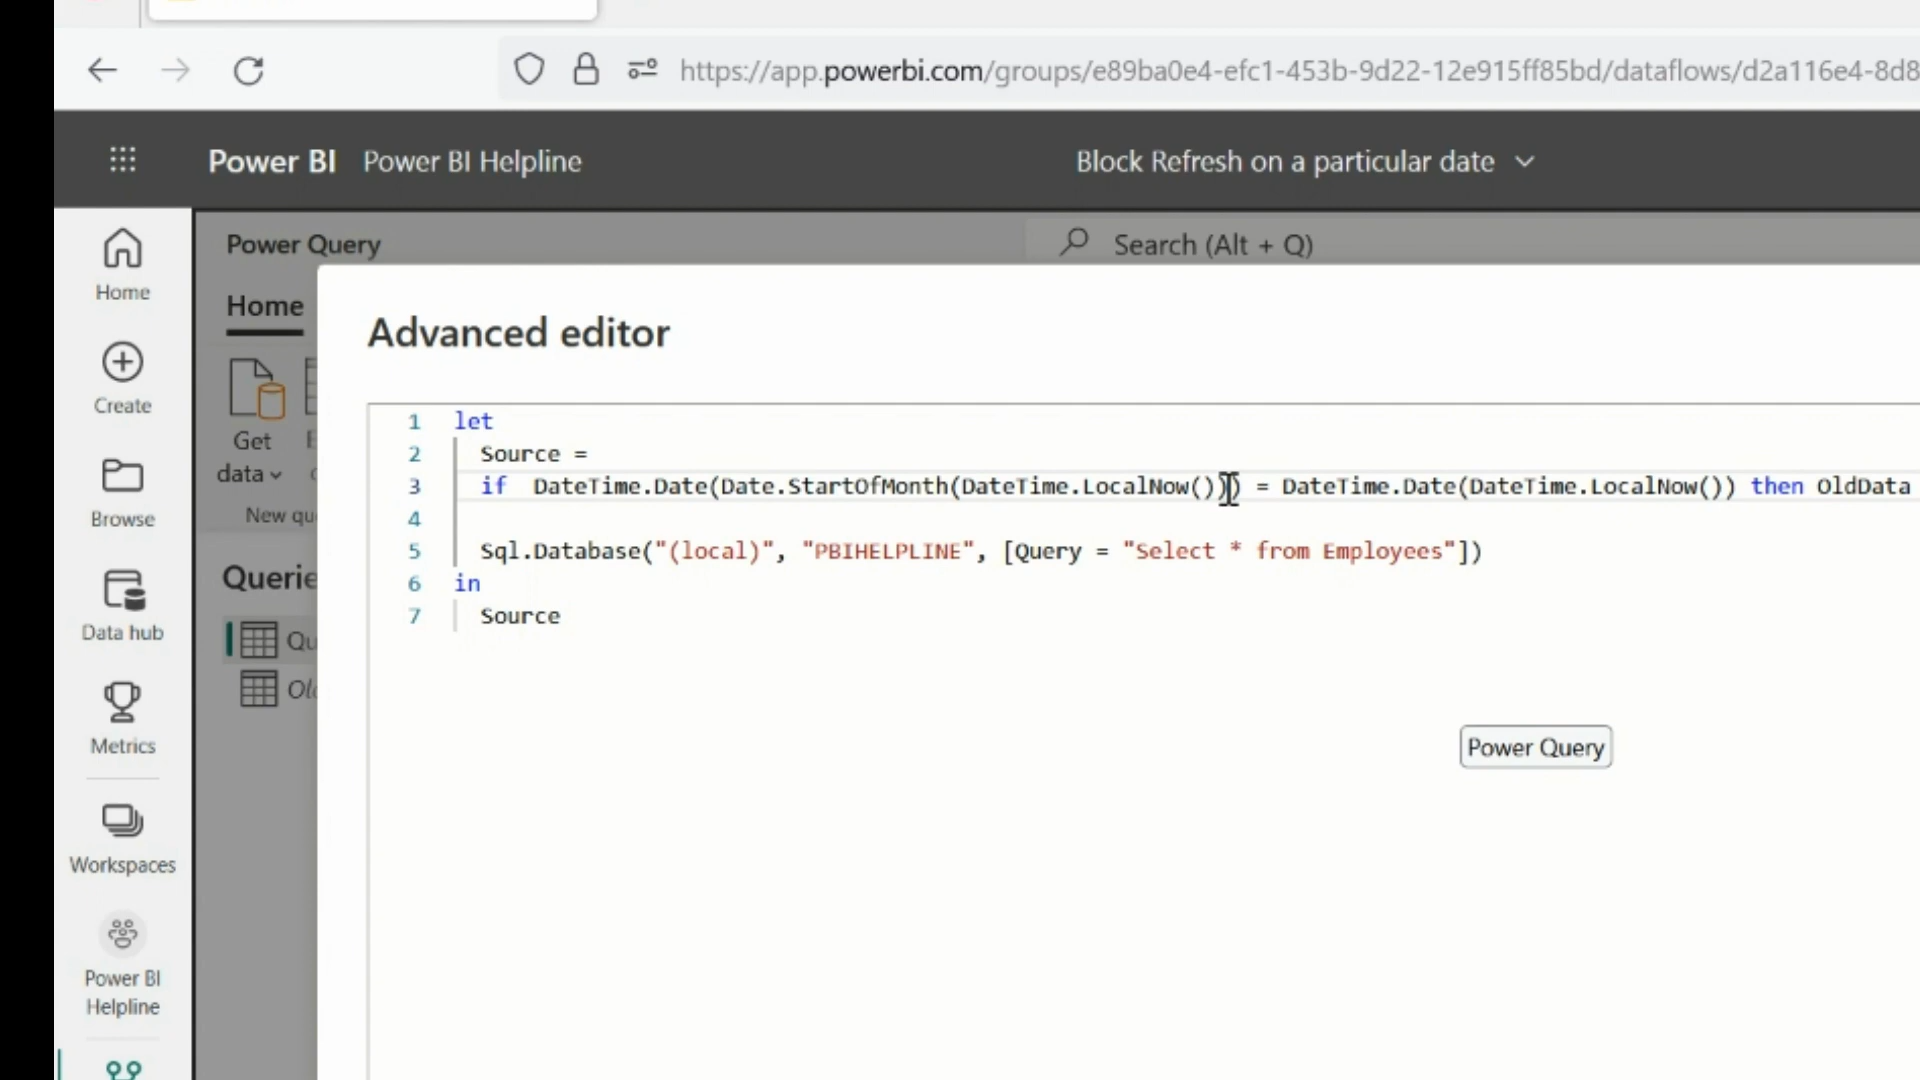 https://app.powerbi.com/groups/e89ba0e4-efc1-453b-9d22-12e915ff85bd/dataflows/d2a116e4-8d8
Power BI Power BI Helpline Block Refresh on a particular date
Power Query Search (Alt + Q)
Home
Home
Create
Browse
Data hub
Metrics
Workspaces
Power BI
Helpline
Get
data
New qu
Querie
Qu
Ol
Advanced editor
1 let
2 Source =
3 if DateTime.Date(Date.StartOfMonth(DateTime.LocalNow())) = DateTime.Date(DateTime.LocalNow()) then OldData
4
5 Sql.Database("(local)", "PBIHELPLINE", [Query = "Select * from Employees"])
6 in
7 Source
Power Query